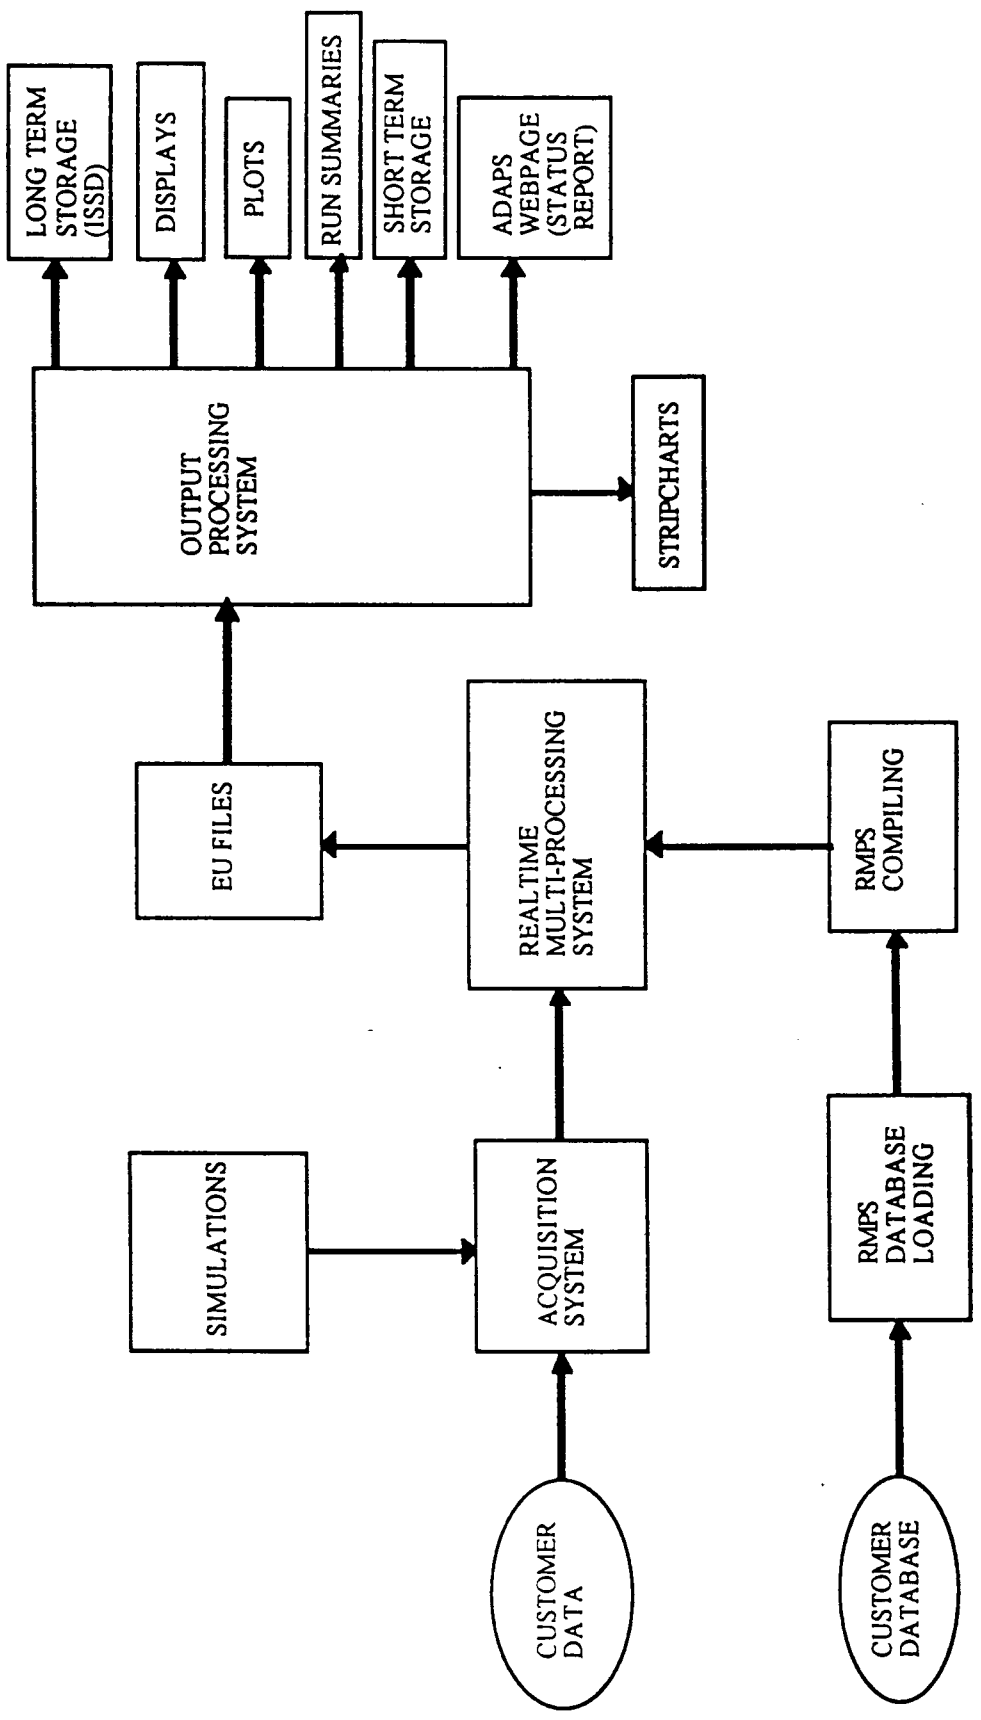 LONG TERM
STORAGE
(ISSD)
DISPLAYS
PLOTS
RUN SUMMARIES
SHORT TERM
STORAGE
ADAPS
WEBPAGE
(STATUS
REPORT)
OUTPUT
PROCESSING
SYSTEM
STRIPCHARTS
EU FILES
REALTIME
MULTI-PROCESSING
SYSTEM
RMPS
COMPILING
SIMULATIONS
ACQUISITION
SYSTEM
RMPS
DATABASE
LOADING
CUSTOMER
DATA
CUSTOMER
DATABASE